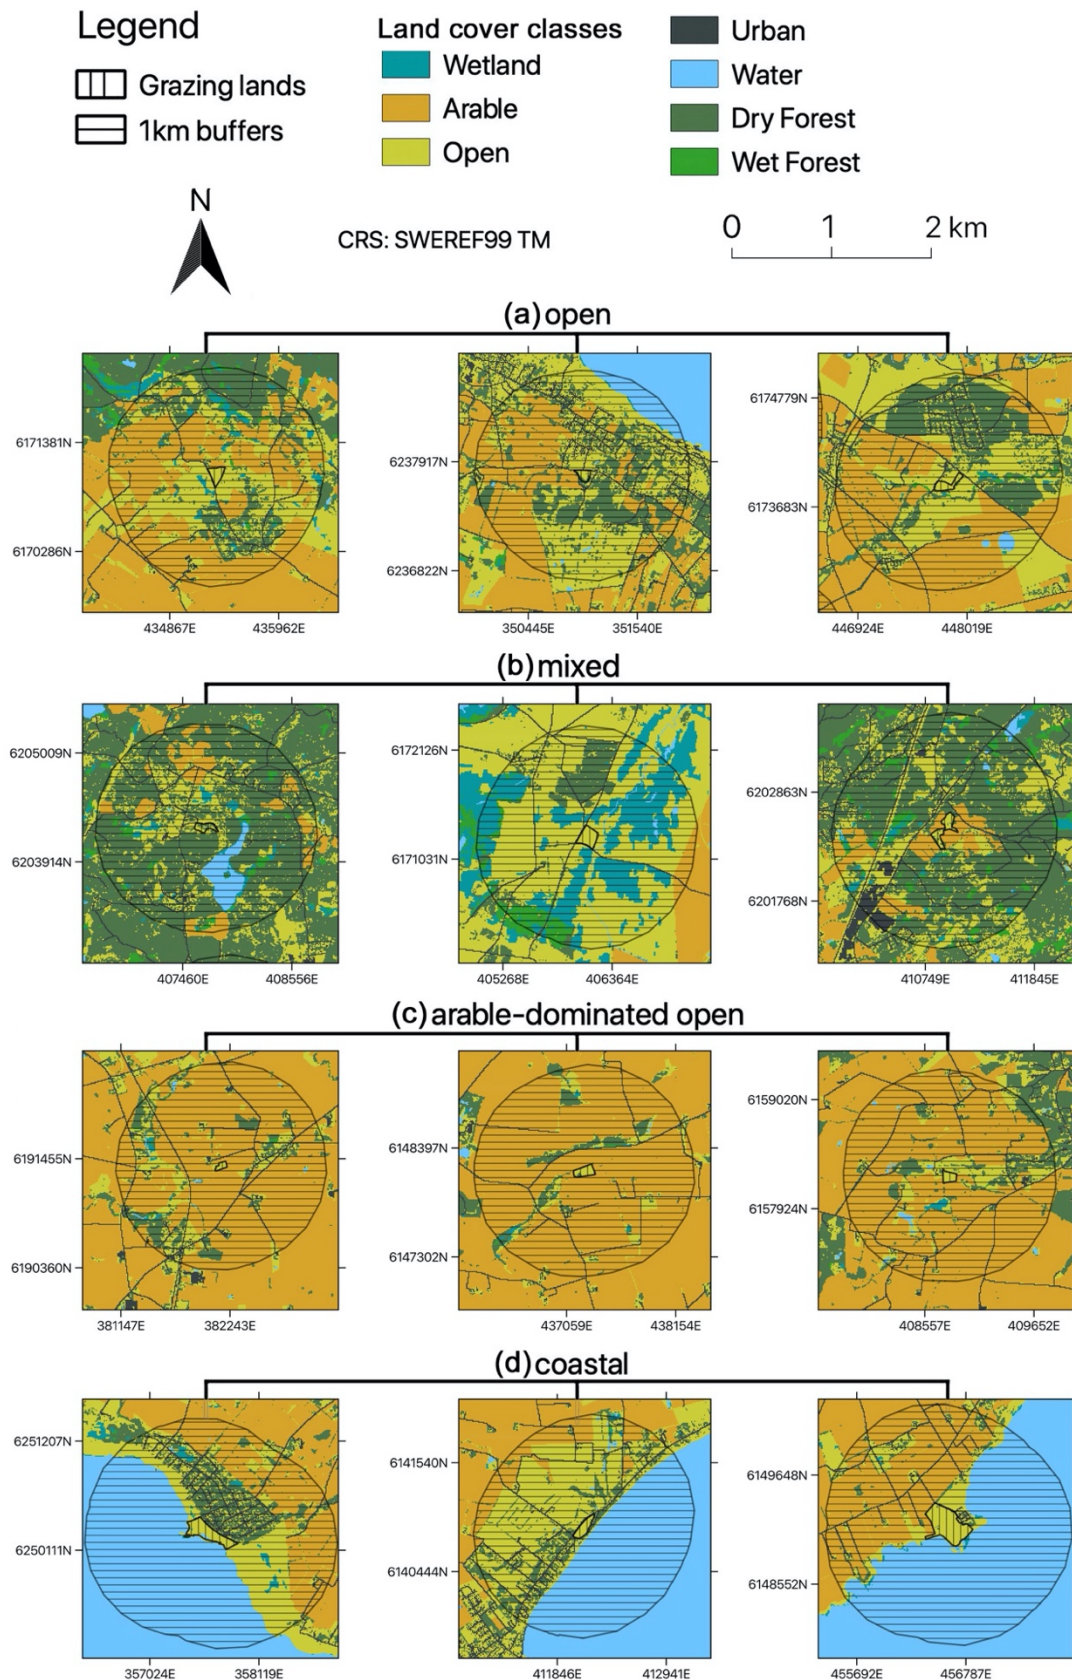 Legend
Grazing lands
1km buffers
Land cover classes
Wetland
Arable
Open
Urban
Water
Dry Forest
Wet Forest
N
CRS: SWEREF99 TM
0 1 2 km
(a) open
6171381N
6170286N
434867E 435962E
6237917N
6236822N
350445E 351540E
6174779N
6173683N
446924E 448019E
(b) mixed
6205009N
6203914N
407460E 408556E
6172126N
6171031N
405268E 406364E
6202863N
6201768N
410749E 411845E
(c) arable-dominated open
6191455N
6190360N
381147E 382243E
6148397N
6147302N
437059E 438154E
6159020N
6157924N
408557E 409652E
(d) coastal
6251207N
6250111N
357024E 358119E
6141540N
6140444N
411846E 412941E
6149648N
6148552N
455692E 456787E